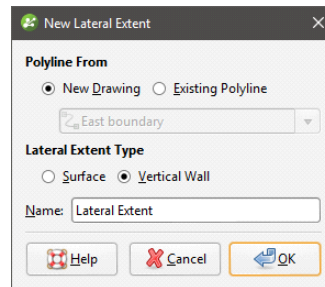 New Lateral Extent
Polyline From
New Drawing Existing Polyline
East boundary
Lateral Extent Type
Surface Vertical Wall
Name: Lateral Extent
Help Cancel OK